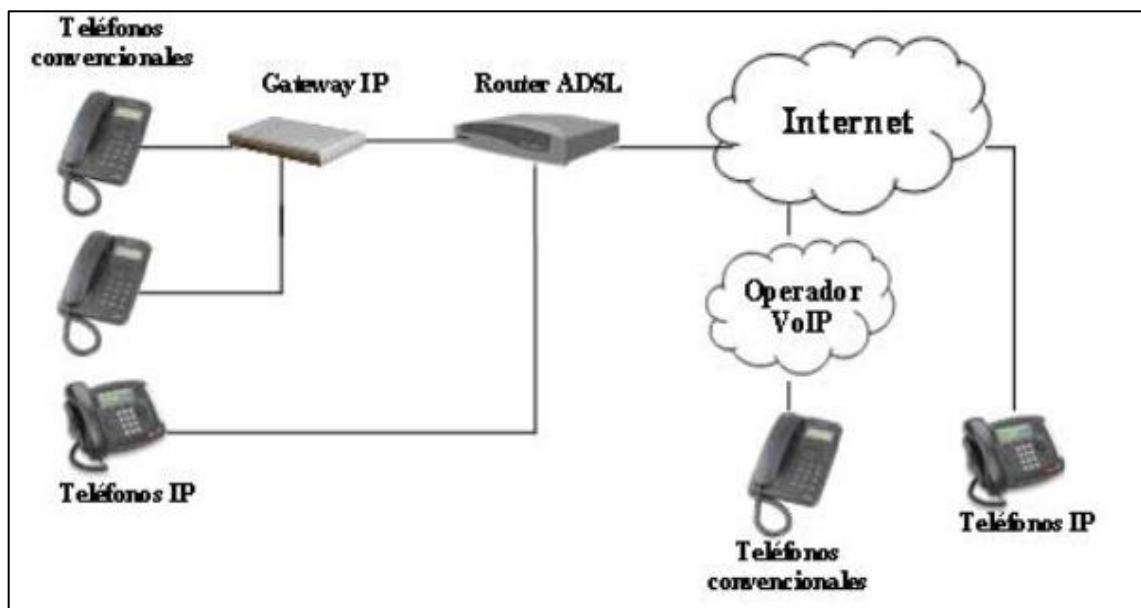 Teléfonos
convencionales
Gateway IP
Router ADSL
Internet
Operador
VoIP
Teléfonos IP
Teléfonos
convencionales
Teléfonos IP